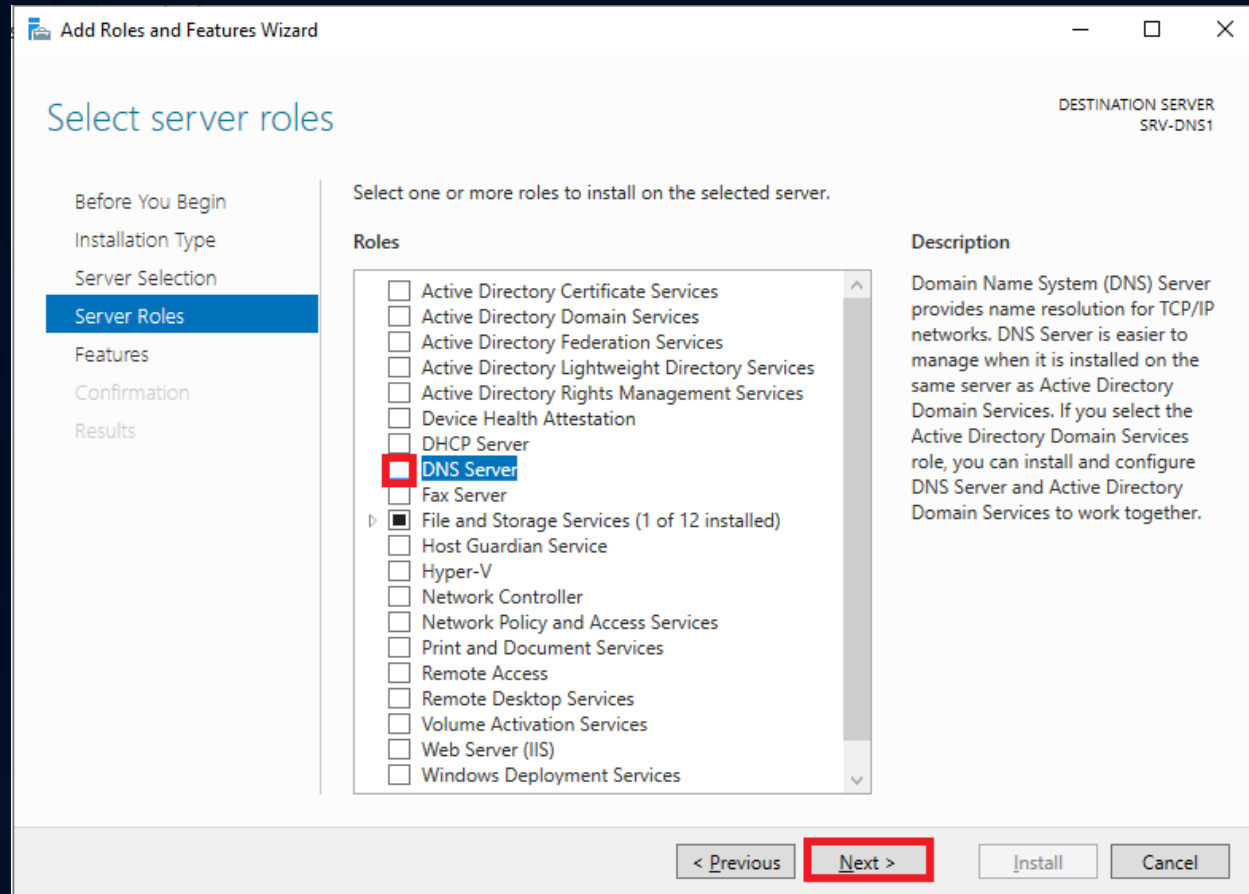 Add Roles and Features Wizard
Select server roles
DESTINATION SERVER
SRV-DNS1
Before You Begin
Installation Type
Server Selection
Server Roles
Features
Confirmation
Results
Select one or more roles to install on the selected server.
Roles
Active Directory Certificate Services
Active Directory Domain Services
Active Directory Federation Services
Active Directory Lightweight Directory Services
Active Directory Rights Management Services
Device Health Attestation
DHCP Server
DNS Server
Fax Server
File and Storage Services (1 of 12 installed)
Host Guardian Service
Hyper-V
Network Controller
Network Policy and Access Services
Print and Document Services
Remote Access
Remote Desktop Services
Volume Activation Services
Web Server (IIS)
Windows Deployment Services
Description
Domain Name System (DNS) Server
provides name resolution for TCP/IP
networks. DNS Server is easier to
manage when it is installed on the
same server as Active Directory
Domain Services. If you select the
Active Directory Domain Services
role, you can install and configure
DNS Server and Active Directory
Domain Services to work together.
< Previous
Next >
Install
Cancel